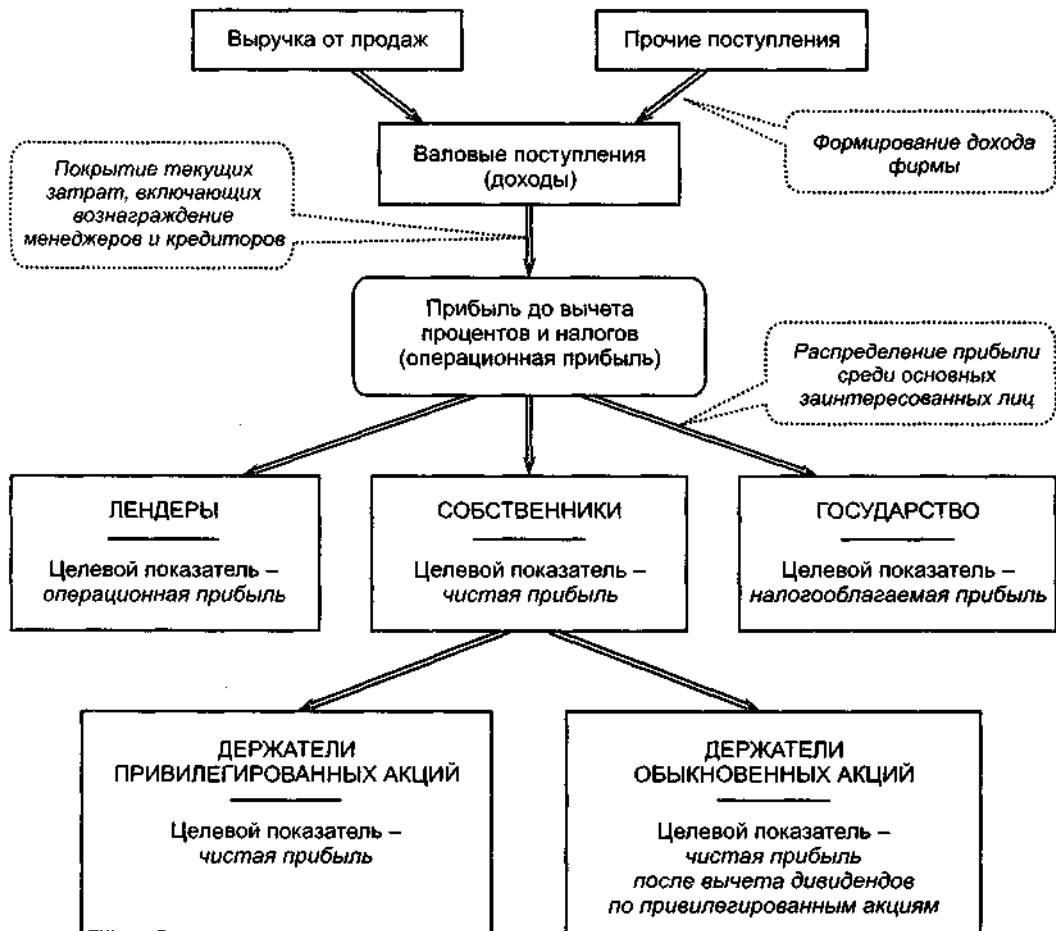 Выручка от продаж
Прочие поступления
Валовые поступления
(доходы)
Формирование дохода
фирмы
Покрытие текущих
затрат, включающих
вознаграждение
менеджеров и кредиторов
Прибыль до вычета
процентов и налогов
(операционная прибыль)
Распределение прибыли
среди основных
заинтересованных лиц
ЛЕНДЕРЫ
Целевой показатель –
операционная прибыль
СОБСТВЕННИКИ
Целевой показатель –
чистая прибыль
ГОСУДАРСТВО
Целевой показатель –
налогооблагаемая прибыль
ДЕРЖАТЕЛИ
ПРИВИЛЕГИРОВАННЫХ АКЦИЙ
Целевой показатель –
чистая прибыль
ДЕРЖАТЕЛИ
ОБЫКНОВЕННЫХ АКЦИЙ
Целевой показатель –
чистая прибыль
после вычета дивидендов
по привилегированным акциям